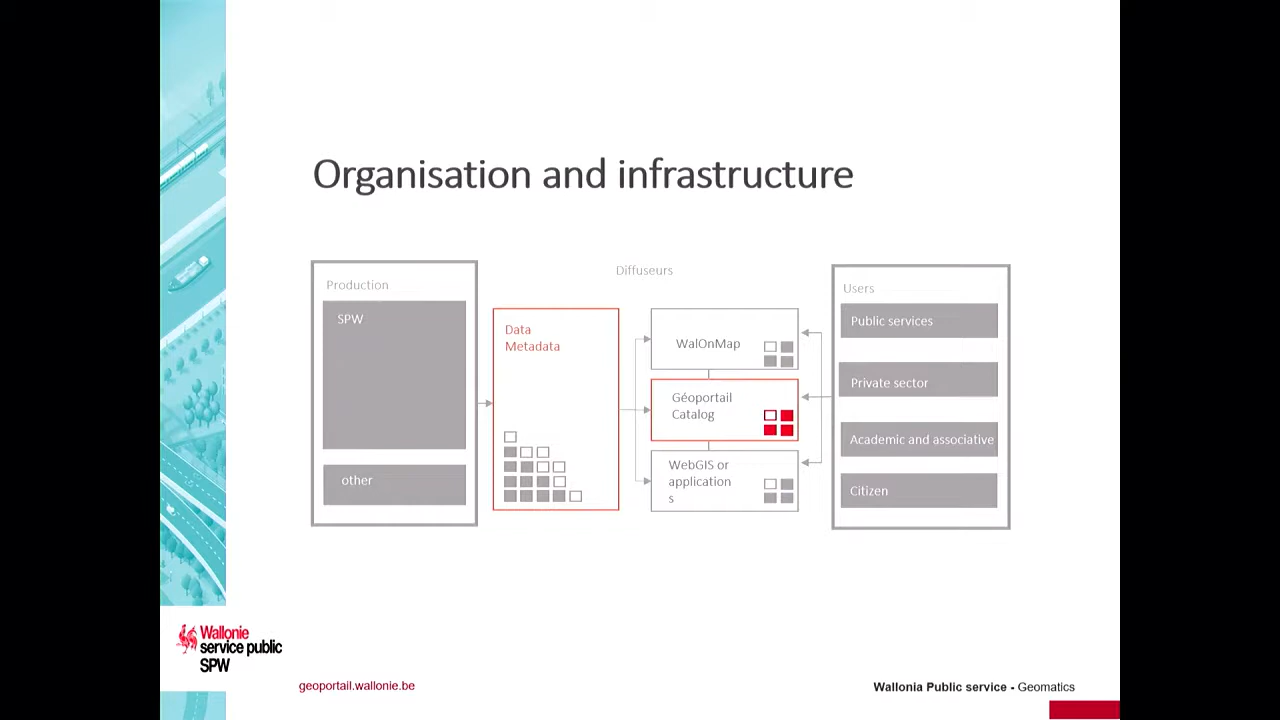 Organisation and infrastructure
Production
SPW
other
Data
Metadata
Diffuseurs
WalOnMap
Géoportail
Catalog
WebGIS or
application
s
Users
Public services
Private sector
Academic and associative
Citizen
Wallonie
service public
SPW
geoportail.wallonie.be
Wallonia Public service - Geomatics